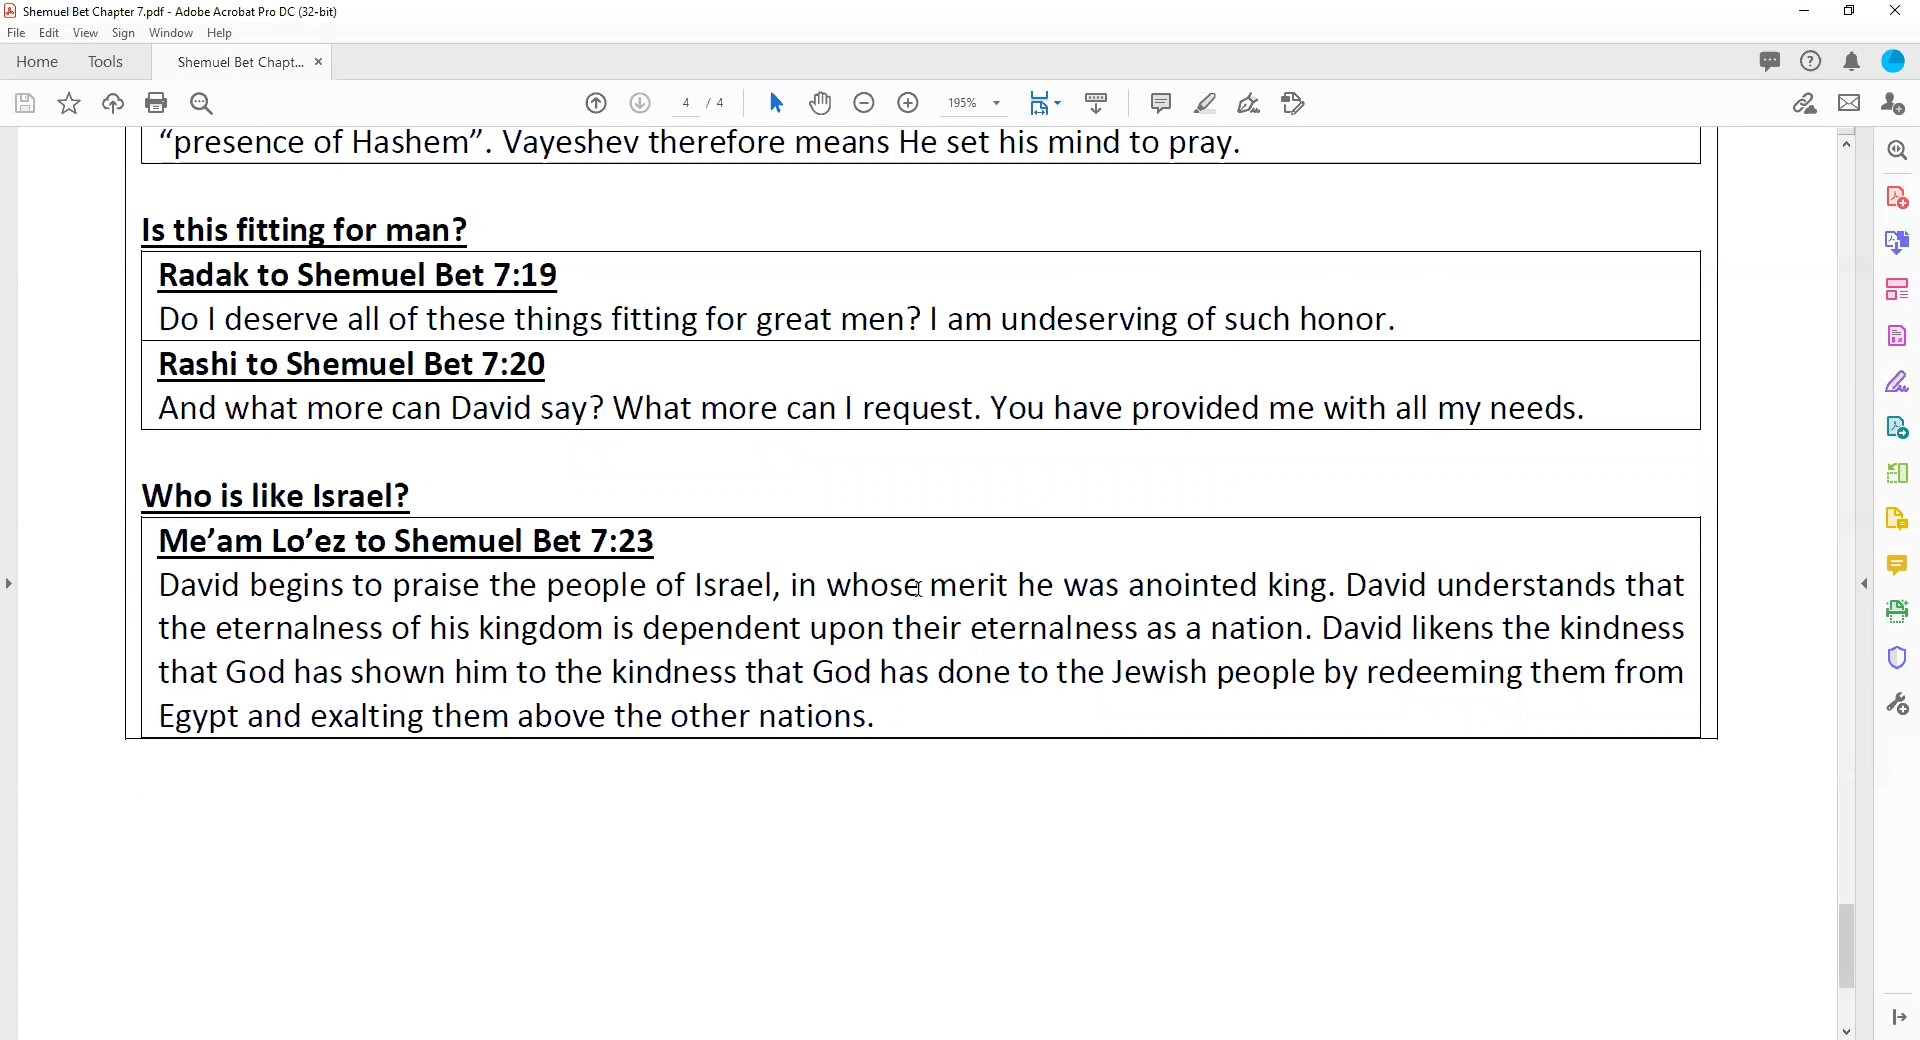 Shemuel Bet Chapter 7.pdf - Adobe Acrobat Pro DC (32-bit)
File Edit View Sign Window Help
Home Tools Shemuel Bet Chapt... ×
4 / 4 195%
“presence of Hashem”. Vayeshev therefore means He set his mind to pray.
Is this fitting for man?
Radak to Shemuel Bet 7:19
Do I deserve all of these things fitting for great men? I am undeserving of such honor.
Rashi to Shemuel Bet 7:20
And what more can David say? What more can I request. You have provided me with all my needs.
Who is like Israel?
Me’am Lo’ez to Shemuel Bet 7:23
David begins to praise the people of Israel, in whose merit he was anointed king. David understands that
the eternalness of his kingdom is dependent upon their eternalness as a nation. David likens the kindness
that God has shown him to the kindness that God has done to the Jewish people by redeeming them from
Egypt and exalting them above the other nations.